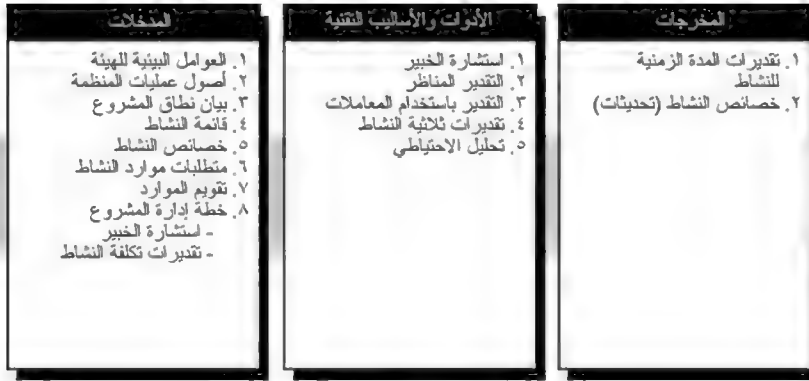 المدخلات
١. العوامل البيئية للهيئة
٢. أصول عمليات المنظمة
٣. بيان نطاق المشروع
٤. قائمة النشاط
٥. خصائص النشاط
٦. متطلبات موارد النشاط
٧. تقويم الموارد
٨. خطة إدارة المشروع
- استشارة الخبير
- تقديرات تكلفة النشاط
الأدوات والأساليب التقنية
١. استشارة الخبير
٢. التقدير المناظر
٣. التقدير باستخدام المعاملات
٤. تقديرات ثلاثية النشاط
٥. تحليل الاحتياطي
المخرجات
١. تقديرات المدة الزمنية
للنشاط
٢. خصائص النشاط (تحديثات)